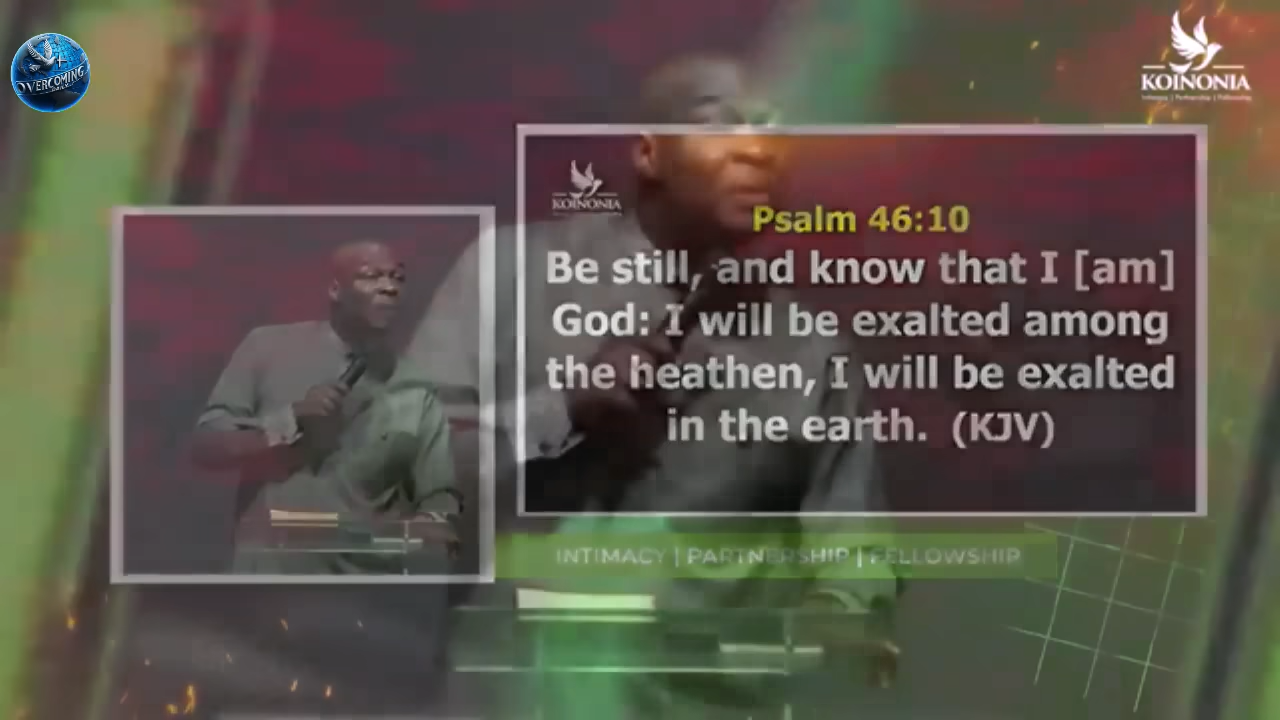 OVERCOMING
KOINONIA
Intimacy | Partnership | Fellowship
KOINONIA
Psalm 46:10
Be still, and know that I [am]
God: I will be exalted among
the heathen, I will be exalted
in the earth. (KJV)
INTIMACY | PARTNERSHIP | FELLOWSHIP